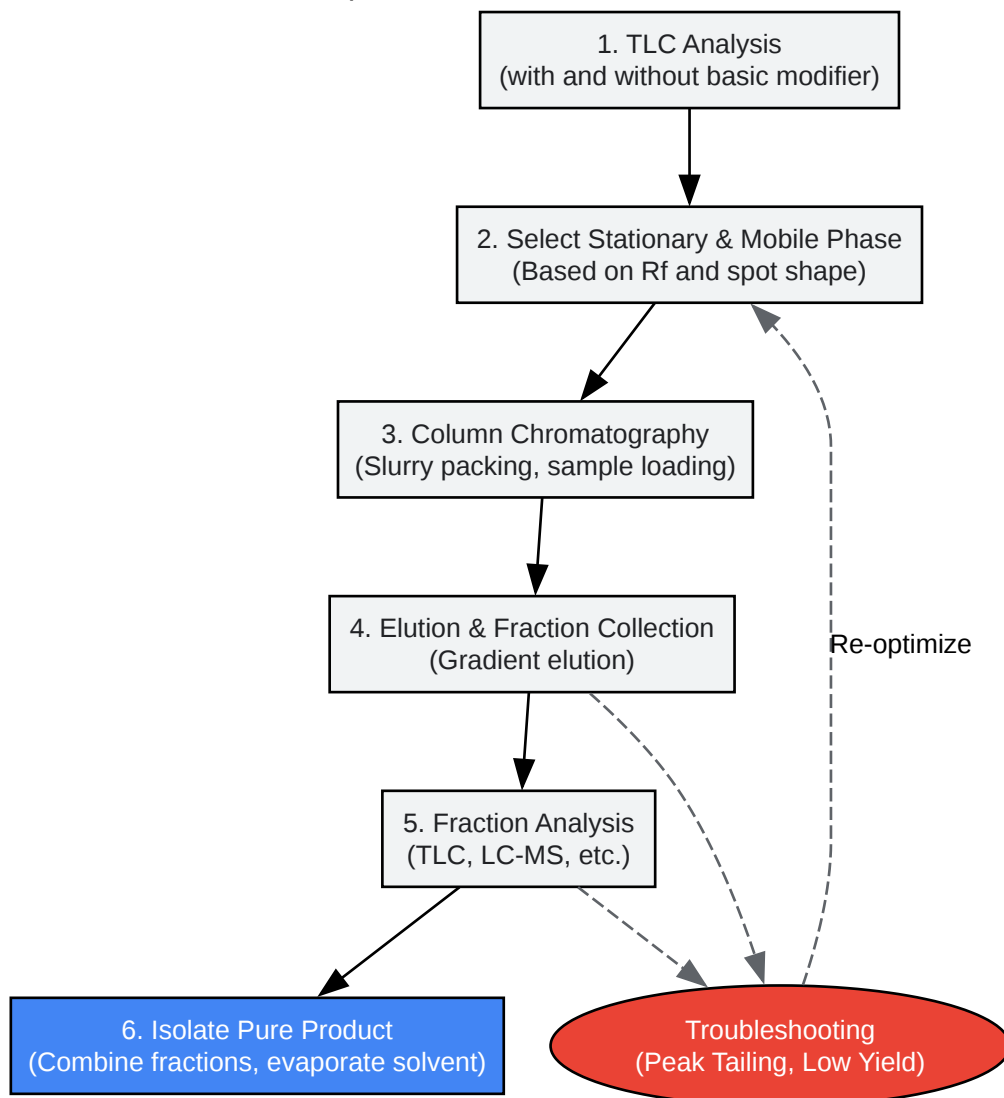 1. TLC Analysis
(with and without basic modifier)
2. Select Stationary & Mobile Phase
(Based on Rf and spot shape)
3. Column Chromatography
(Slurry packing, sample loading)
4. Elution & Fraction Collection
(Gradient elution)
Re-optimize
5. Fraction Analysis
(TLC, LC-MS, etc.)
6. Isolate Pure Product
(Combine fractions, evaporate solvent)
Troubleshooting
(Peak Tailing, Low Yield)